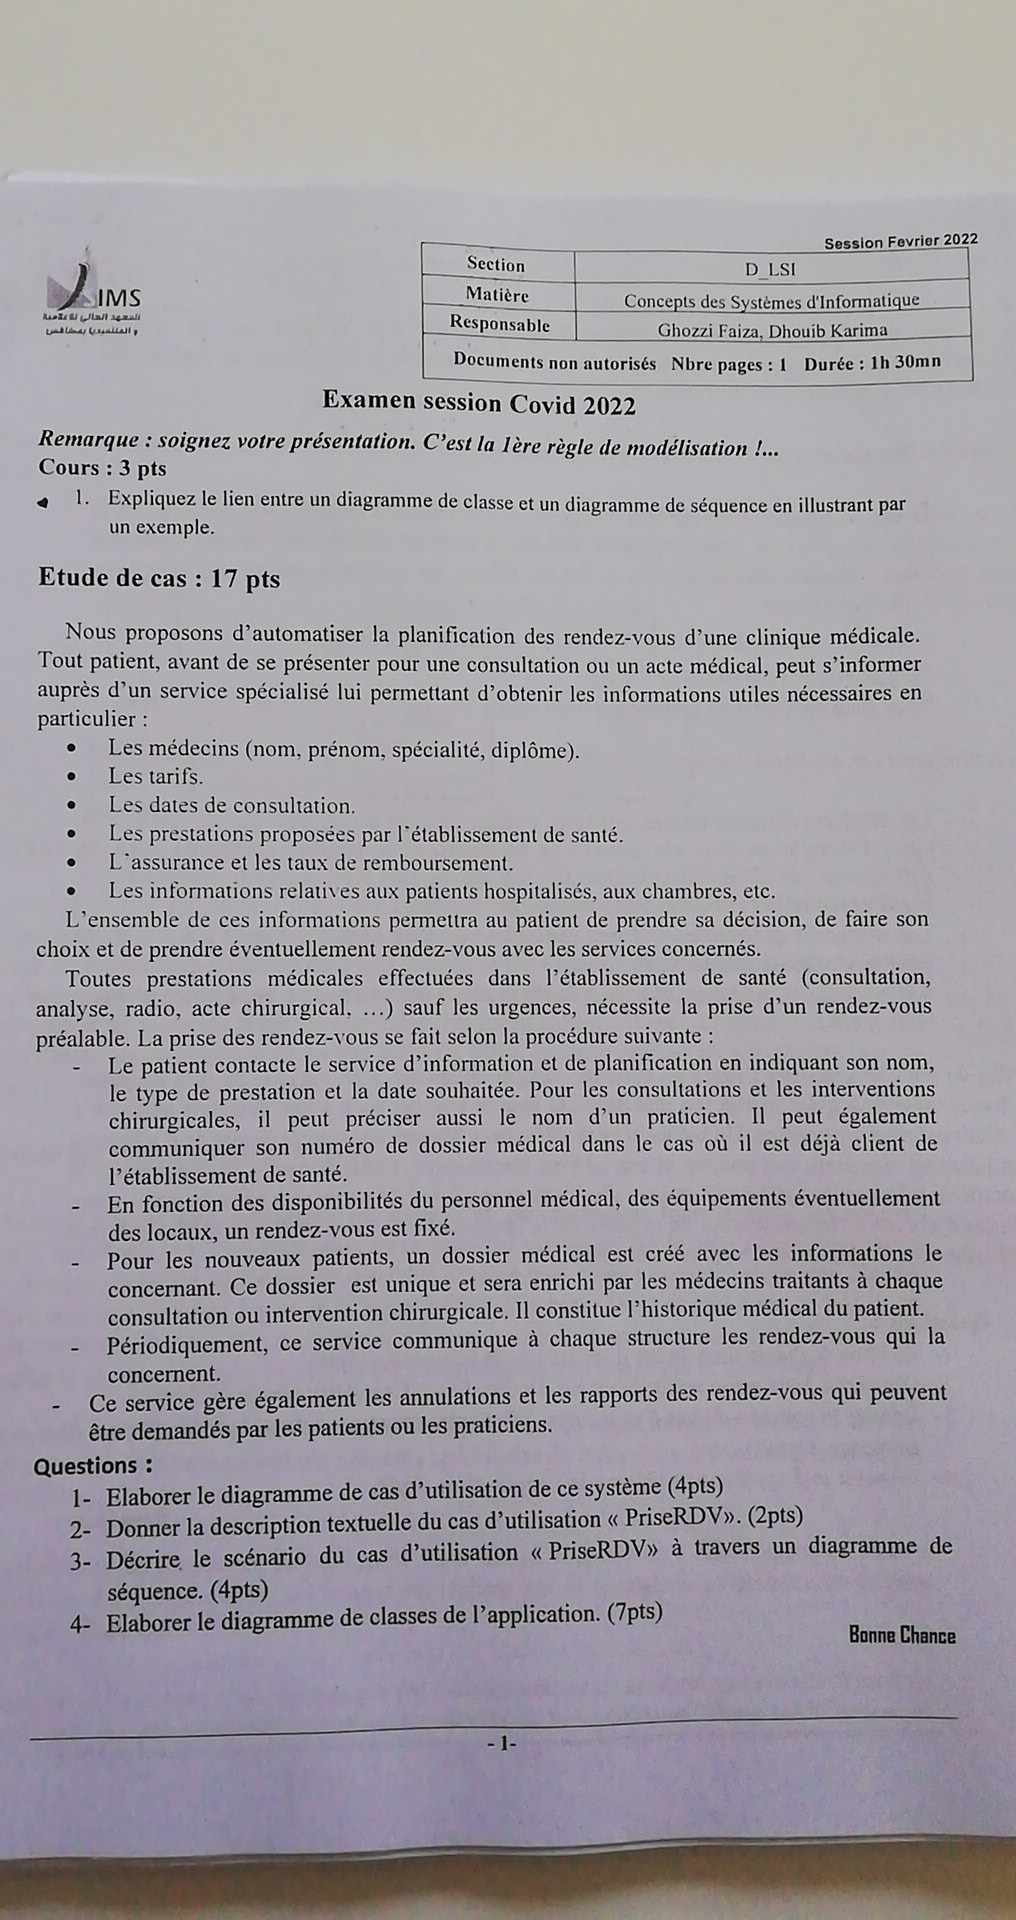 Session Fevrier 2022
Section D_LSI
Matière Concepts des Systèmes d'Informatique
Responsable Ghozzi Faiza, Dhouib Karima
Documents non autorisés Nbre pages : 1 Durée : 1h 30mn
ISIMS
المعهد العالي للإعلامية
و الملتيميديا بصفاقس
Examen session Covid 2022
Remarque : soignez votre présentation. C'est la 1ère règle de modélisation !...
Cours : 3 pts
1. Expliquez le lien entre un diagramme de classe et un diagramme de séquence en illustrant par
un exemple.
Etude de cas : 17 pts
Nous proposons d'automatiser la planification des rendez-vous d'une clinique médicale.
Tout patient, avant de se présenter pour une consultation ou un acte médical, peut s'informer
auprès d'un service spécialisé lui permettant d'obtenir les informations utiles nécessaires en
particulier :
• Les médecins (nom, prénom, spécialité, diplôme).
• Les tarifs.
• Les dates de consultation.
• Les prestations proposées par l'établissement de santé.
• L'assurance et les taux de remboursement.
• Les informations relatives aux patients hospitalisés, aux chambres, etc.
L'ensemble de ces informations permettra au patient de prendre sa décision, de faire son
choix et de prendre éventuellement rendez-vous avec les services concernés.
Toutes prestations médicales effectuées dans l'établissement de santé (consultation,
analyse, radio, acte chirurgical, …) sauf les urgences, nécessite la prise d'un rendez-vous
préalable. La prise des rendez-vous se fait selon la procédure suivante :
- Le patient contacte le service d'information et de planification en indiquant son nom,
le type de prestation et la date souhaitée. Pour les consultations et les interventions
chirurgicales, il peut préciser aussi le nom d'un praticien. Il peut également
communiquer son numéro de dossier médical dans le cas où il est déjà client de
l'établissement de santé.
- En fonction des disponibilités du personnel médical, des équipements éventuellement
des locaux, un rendez-vous est fixé.
- Pour les nouveaux patients, un dossier médical est créé avec les informations le
concernant. Ce dossier est unique et sera enrichi par les médecins traitants à chaque
consultation ou intervention chirurgicale. Il constitue l'historique médical du patient.
- Périodiquement, ce service communique à chaque structure les rendez-vous qui la
concernent.
- Ce service gère également les annulations et les rapports des rendez-vous qui peuvent
être demandés par les patients ou les praticiens.
Questions :
1- Elaborer le diagramme de cas d'utilisation de ce système (4pts)
2- Donner la description textuelle du cas d'utilisation « PriseRDV». (2pts)
3- Décrire le scénario du cas d'utilisation « PriseRDV» à travers un diagramme de
séquence. (4pts)
4- Elaborer le diagramme de classes de l'application. (7pts)
Bonne Chance
- 1-